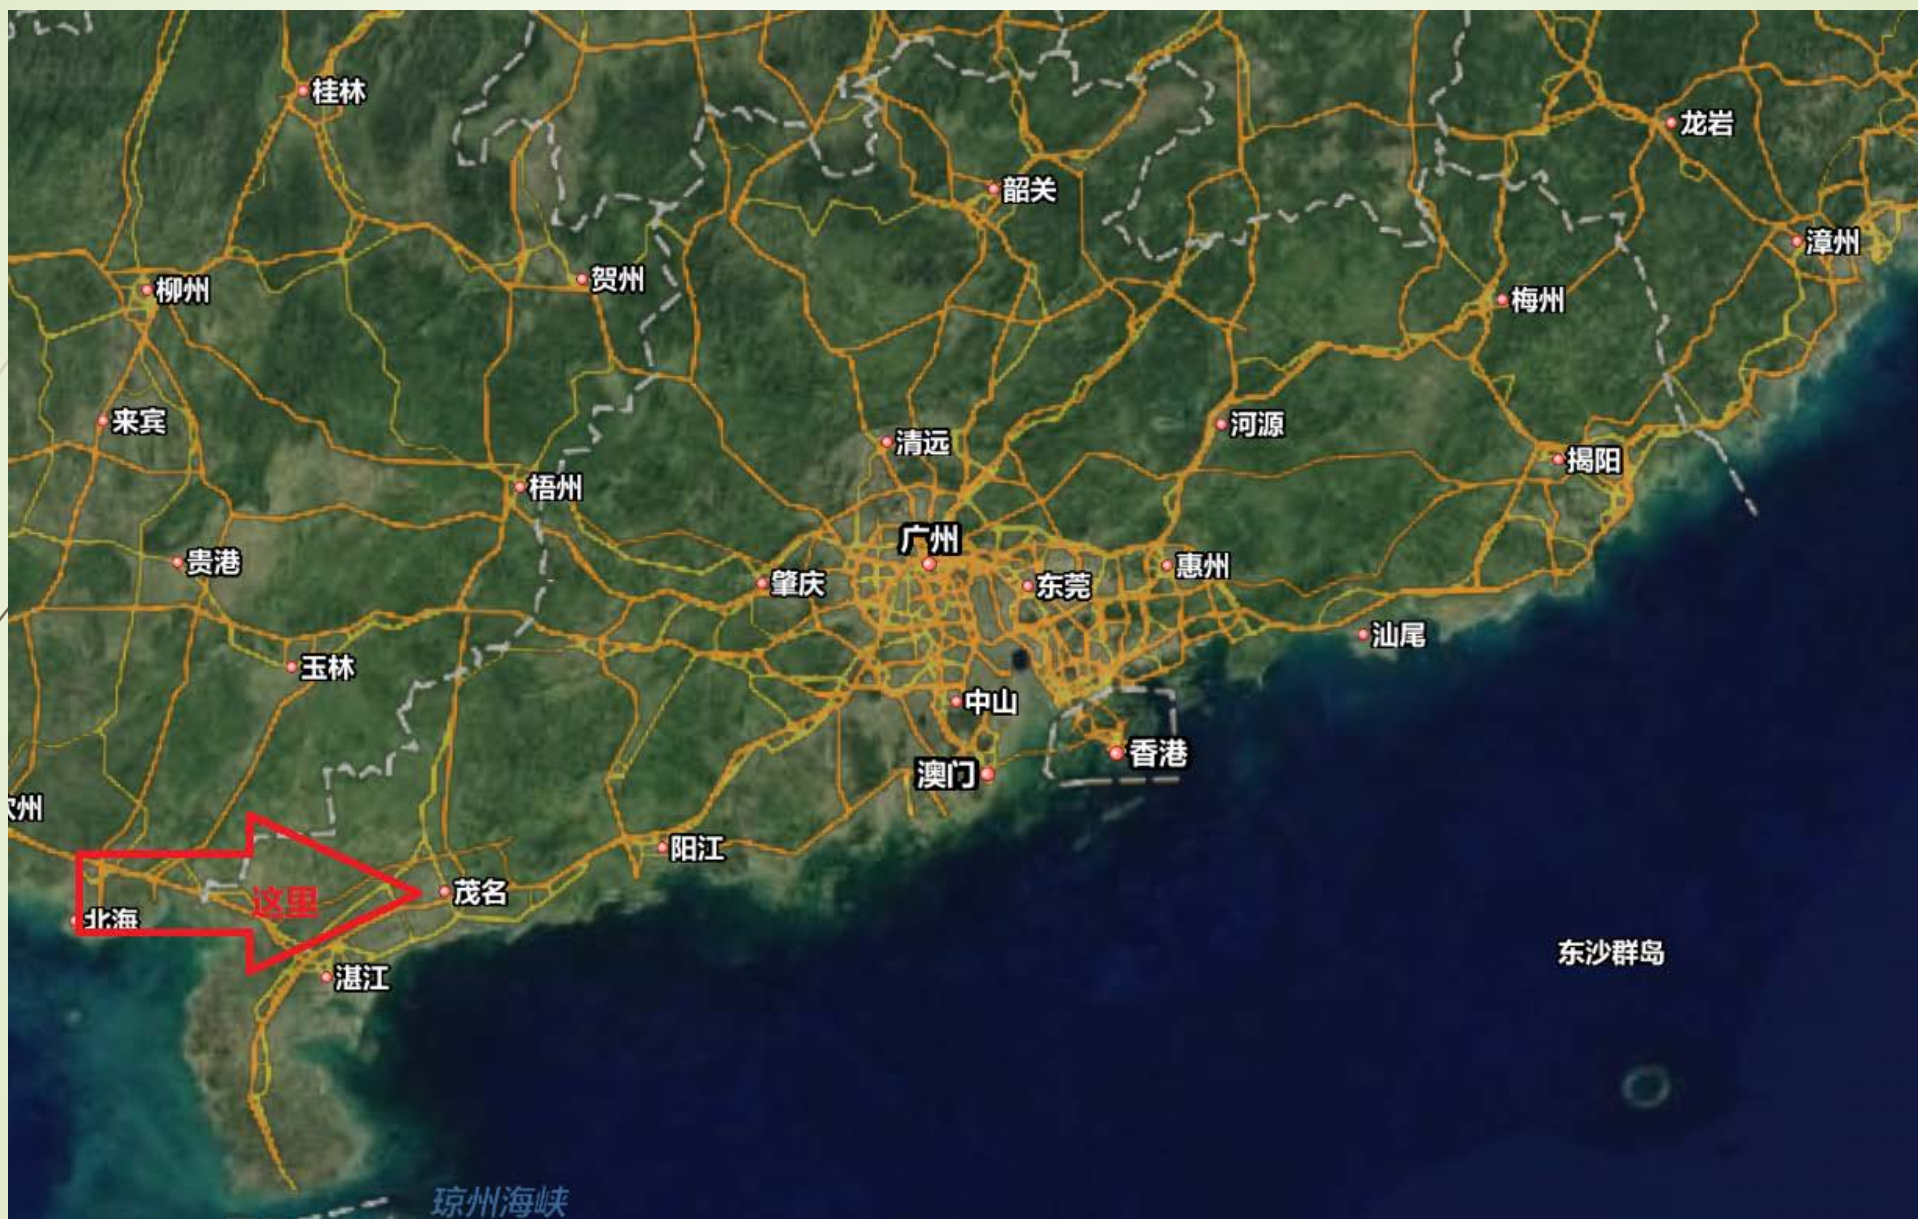 桂林
龙岩
韶关
漳州
贺州
柳州
梅州
来宾
河源
清远
揭阳
梧州
广州
贵港
惠州
肇庆
东莞
汕尾
玉林
中山
香港
澳门
州
阳江
这里
茂名
北海
东沙群岛
湛江
琼州海峡